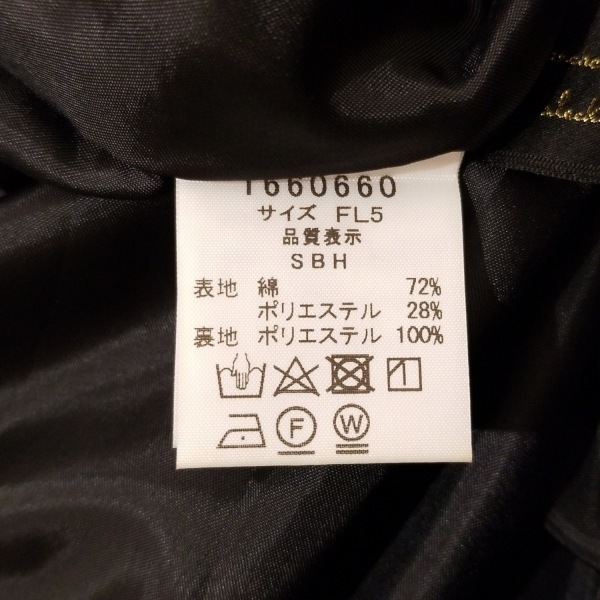 1660660
サイズ FL5
品質表示
SBH
表地 綿 72%
ポリエステル 28%
裏地 ポリエステル 100%
F W